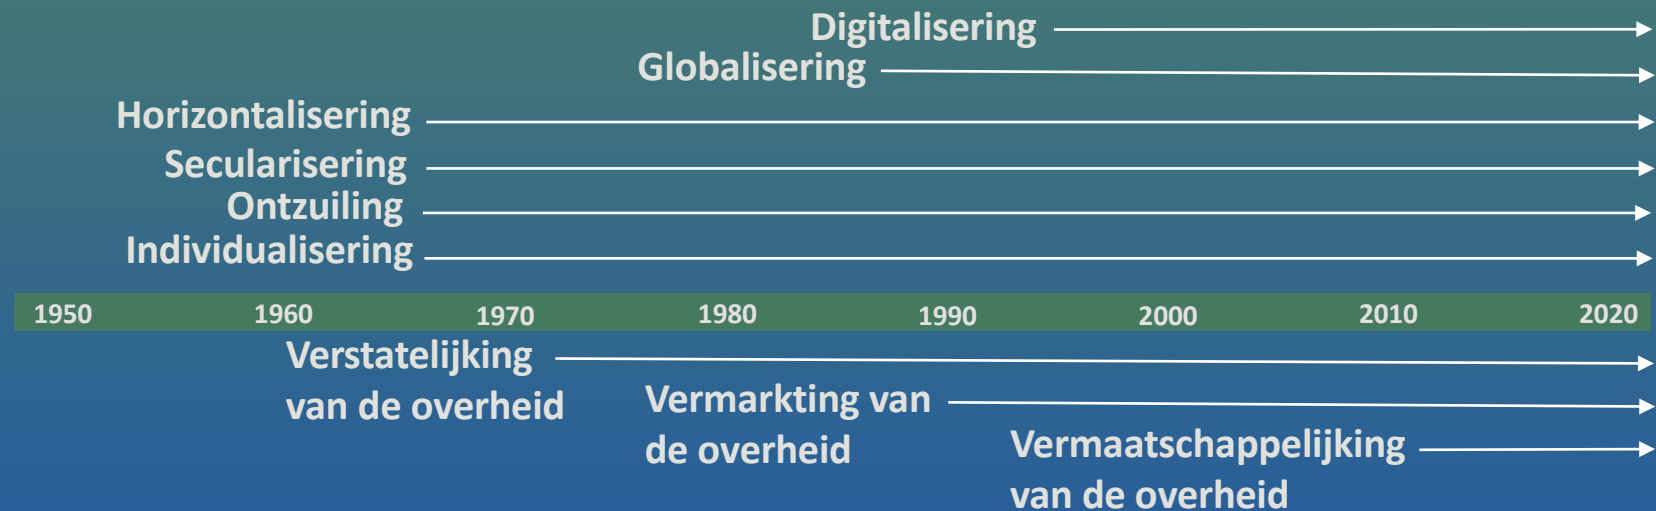 Digitalisering
Globalisering
Horizontalisering
Secularisering
Ontzuiling
Individualisering
1950 1960 1970 1980 1990 2000 2010 2020
Verstatelijking
van de overheid
Vermarkting van
de overheid
Vermaatschappelijking
van de overheid